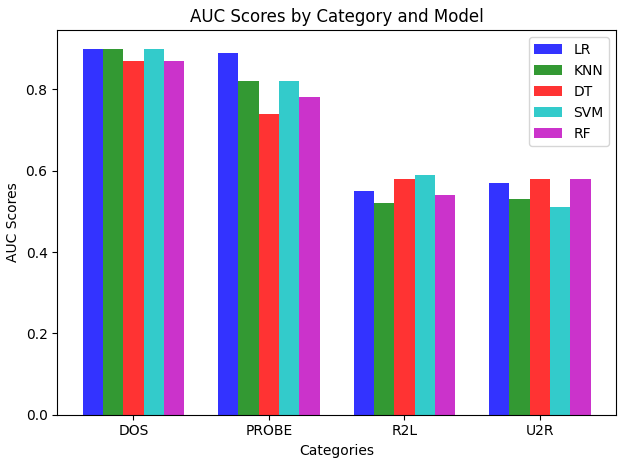 AUC Scores by Category and Model
LR
KNN
DT
SVM
RF
AUC Scores
0.8
0.6
0.4
0.2
0.0
DOS
PROBE
R2L
U2R
Categories